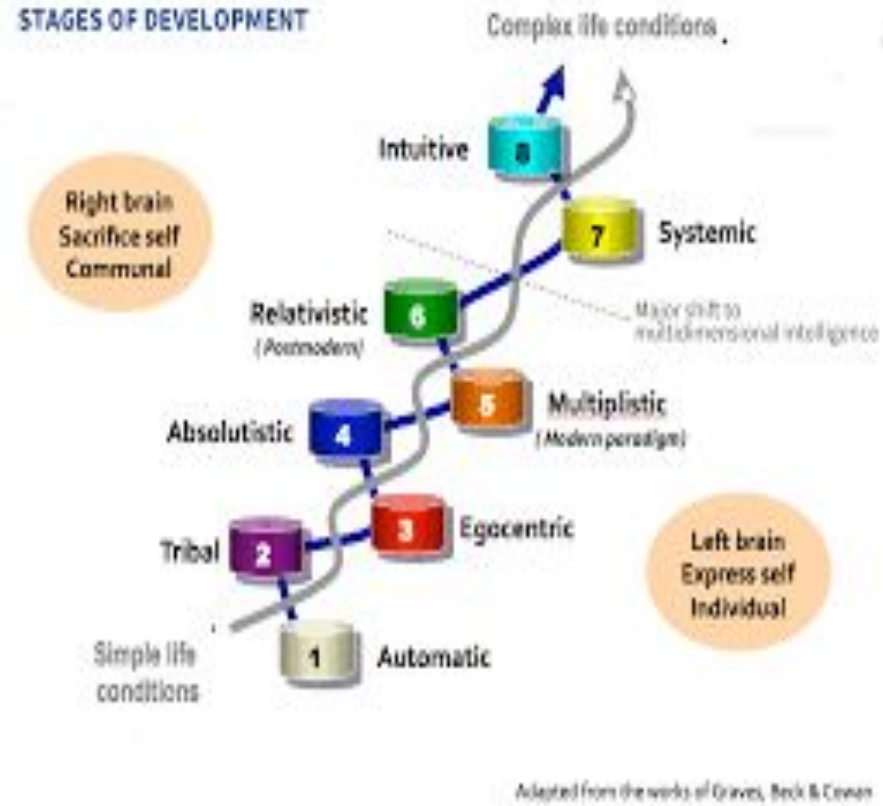 STAGES OF DEVELOPMENT
Complex life conditions
8
Intuitive
Right brain
Sacrifice self
Communal
7
Systemic
6
Relativistic
(Postmodern)
Major shift to
multidimensional intelligence
5
Multiplistic
(Modern paradigm)
4
Absolutistic
3
Egocentric
2
Tribal
Left brain
Express self
Individual
1
Automatic
Simple life
conditions
Adapted from the works of Graves, Beck & Cowan